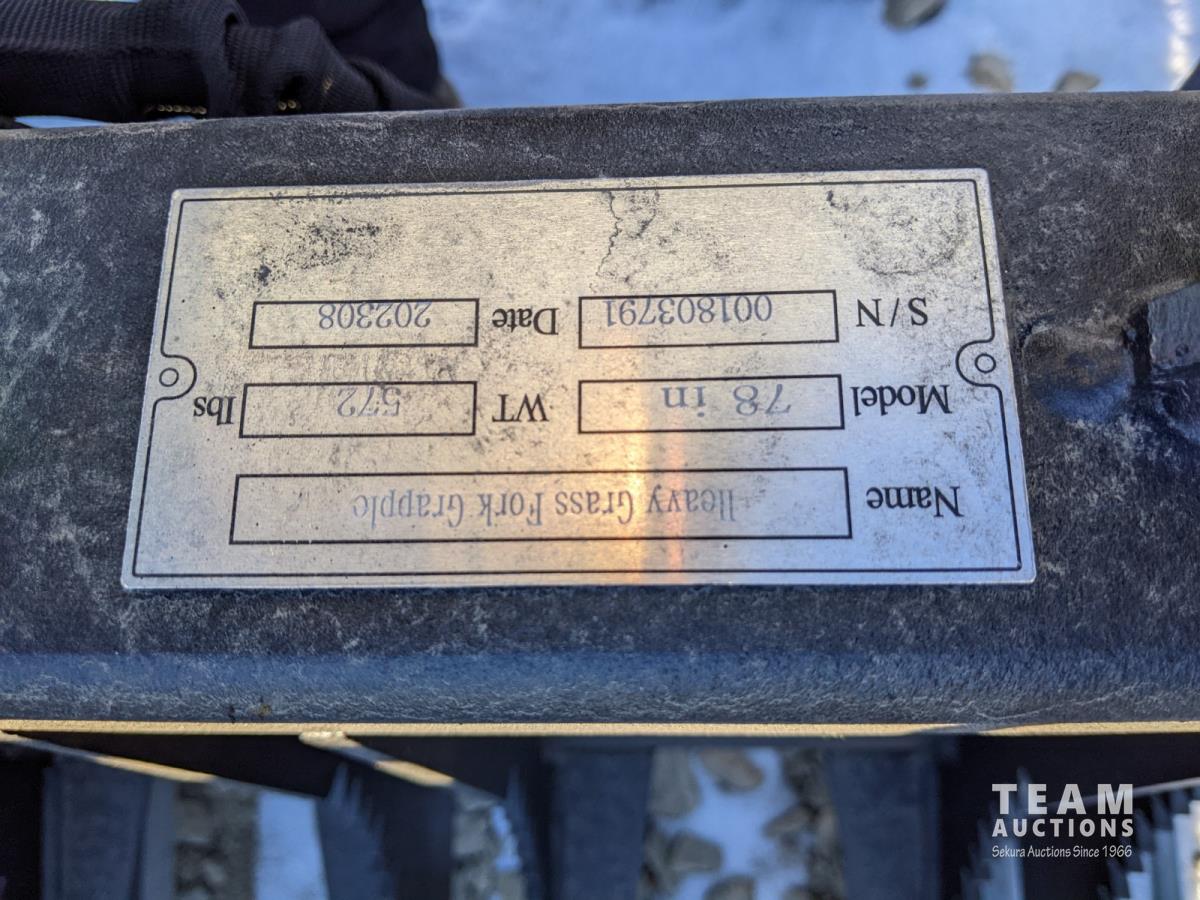 Name Heavy Grass Fork Grapple
Model 78 in WT 572 lbs
S/N 001803791 Date 202308
TEAM
AUCTIONS
Sekura Auctions Since 1966